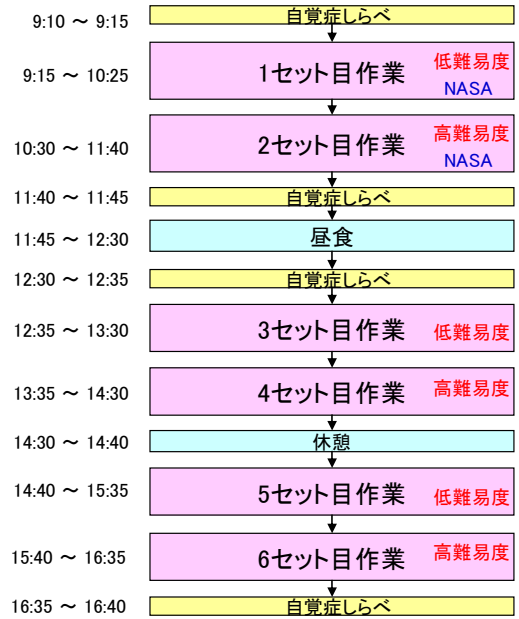 9:10 ~ 9:15 自覚症しらべ
9:15 ~ 10:25 1セット目作業 低難易度
NASA
10:30 ~ 11:40 2セット目作業 高難易度
NASA
11:40 ~ 11:45 自覚症しらべ
11:45 ~ 12:30 昼食
12:30 ~ 12:35 自覚症しらべ
12:35 ~ 13:30 3セット目作業 低難易度
13:35 ~ 14:30 4セット目作業 高難易度
14:30 ~ 14:40 休憩
14:40 ~ 15:35 5セット目作業 低難易度
15:40 ~ 16:35 6セット目作業 高難易度
16:35 ~ 16:40 自覚症しらべ